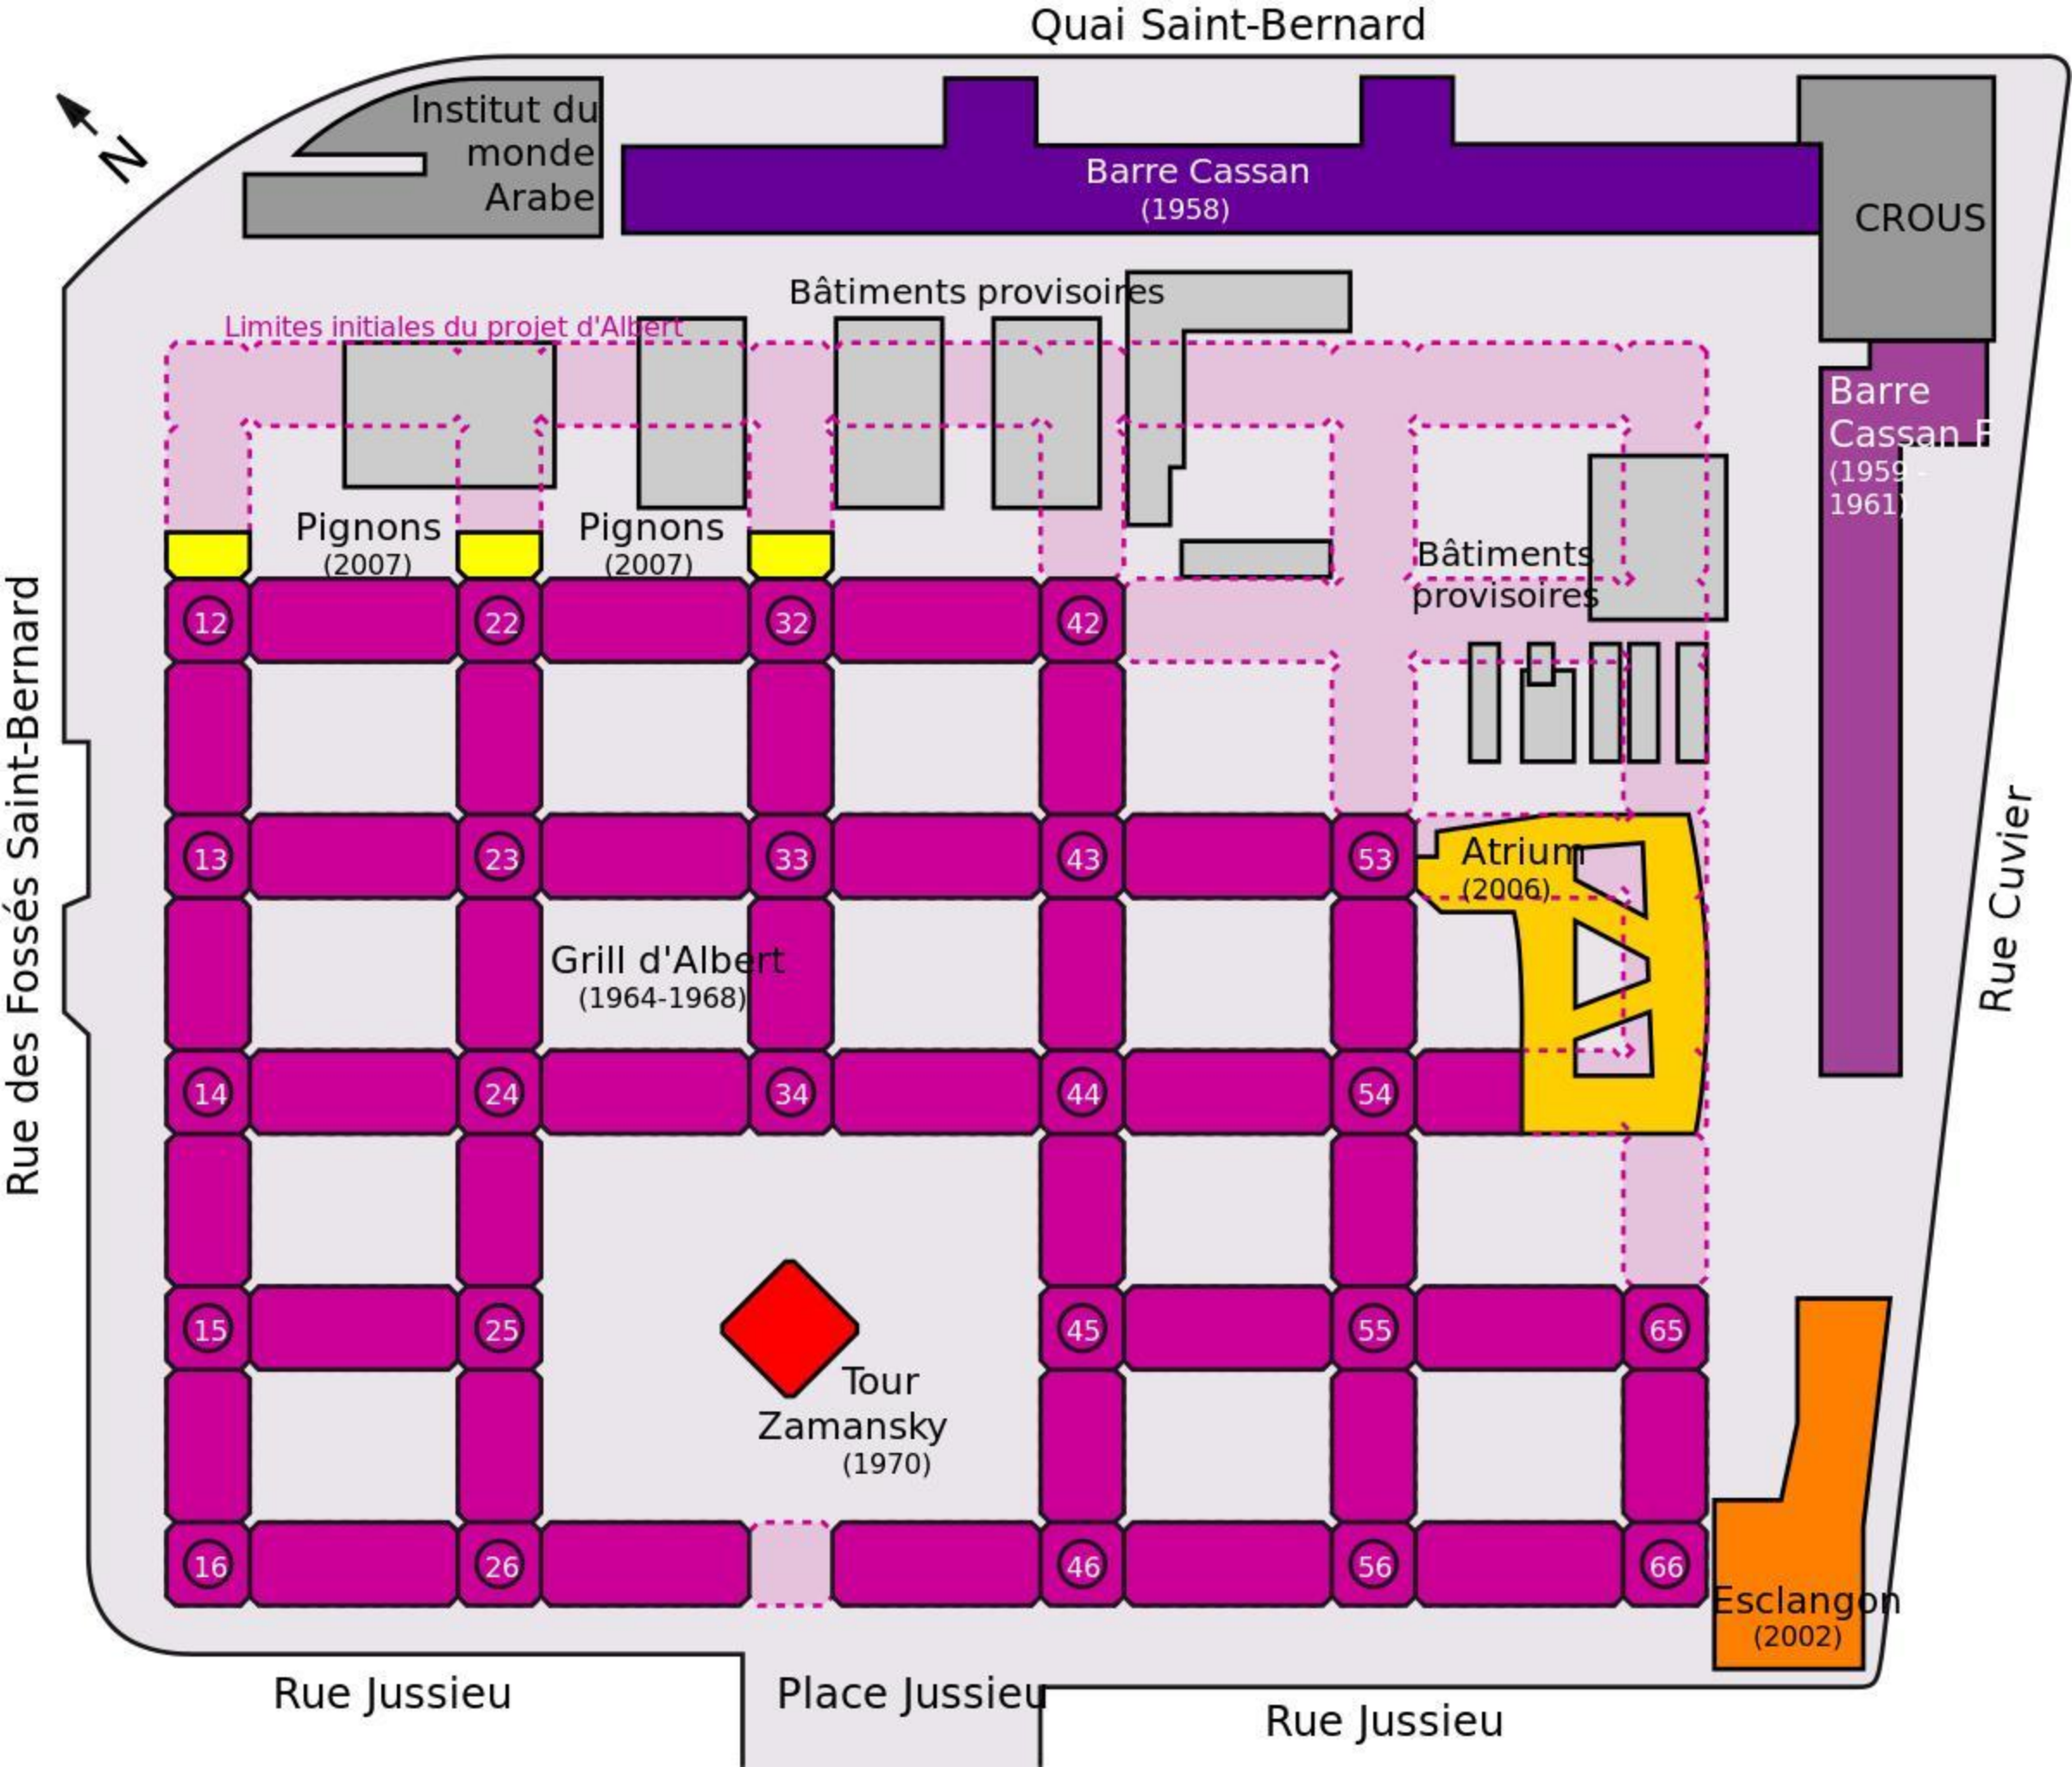 Quai Saint-Bernard
N
Institut du
monde
Arabe
Barre Cassan
(1958)
CROUS
Bâtiments provisoires
Limites initiales du projet d'Albert
Barre
Cassan F
(1959 -
1961)
Pignons
(2007)
Pignons
(2007)
Bâtiments
provisoires
12 22 32 42
Rue des Fossés Saint-Bernard
Rue Cuvier
13 23 33 43 53
Atrium
(2006)
Grill d'Albert
(1964-1968)
14 24 34 44 54
15 25 45 55 65
Tour
Zamansky
(1970)
16 26 46 56 66
Esclangon
(2002)
Rue Jussieu
Place Jussieu
Rue Jussieu